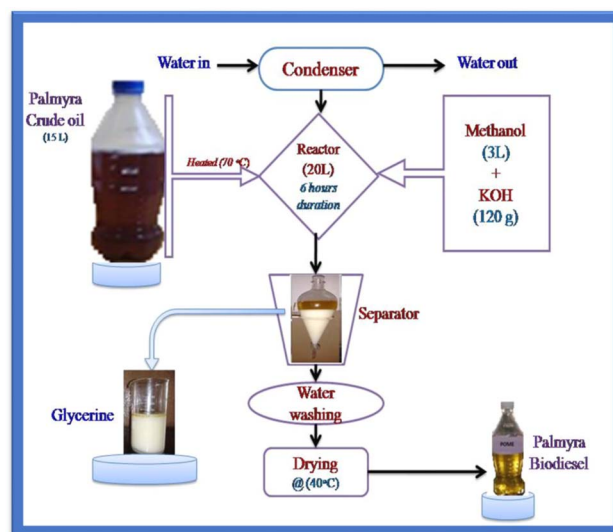 Water in
Condenser
Water out
Palmyra
Crude oil
(15 L)
Heated (70 °C)
Reactor
(20L)
6 hours
duration
Methanol
(3L)
+
KOH
(120 g)
Separator
Glycerine
Water
washing
Drying
@ (40°C)
POME
Palmyra
Biodiesel